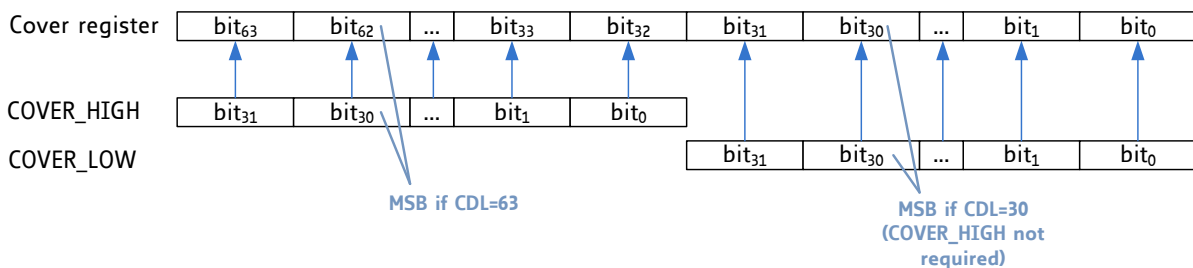 Cover register bit63 bit62 ... bit33 bit32 bit31 bit30 ... bit1 bit0
COVER_HIGH bit31 bit30 ... bit1 bit0
COVER_LOW bit31 bit30 ... bit1 bit0
MSB if CDL=63
MSB if CDL=30
(COVER_HIGH not
required)